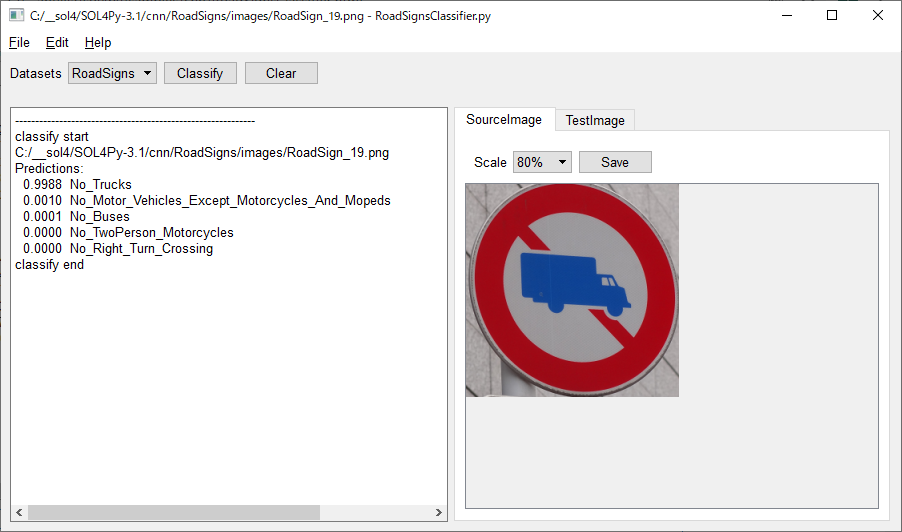 C:/__sol4/SOL4Py-3.1/cnn/RoadSigns/images/RoadSign_19.png - RoadSignsClassifier.py
File Edit Help
Datasets RoadSigns Classify Clear
------------------------------------------------------------
classify start
C:/__sol4/SOL4Py-3.1/cnn/RoadSigns/images/RoadSign_19.png
Predictions:
0.9988 No_Trucks
0.0010 No_Motor_Vehicles_Except_Motorcycles_And_Mopeds
0.0001 No_Buses
0.0000 No_TwoPerson_Motorcycles
0.0000 No_Right_Turn_Crossing
classify end
SourceImage TestImage
Scale 80% Save